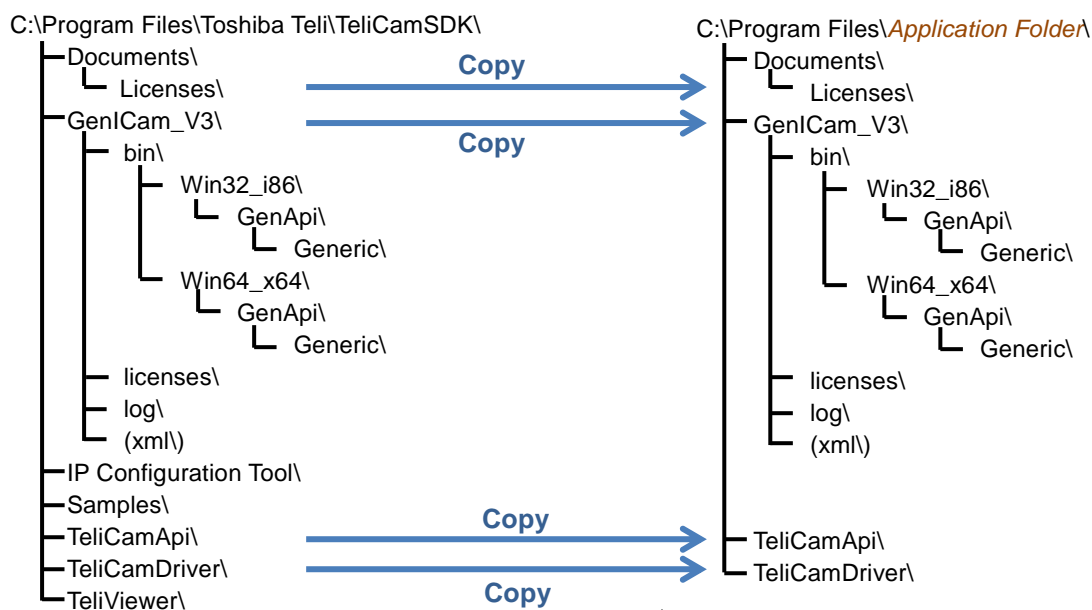 C:\Program Files\Toshiba Teli\TeliCamSDK\
Documents\
Licenses\
GenICam_V3\
bin\
Win32_i86\
GenApi\
Generic\
Win64_x64\
GenApi\
Generic\
licenses\
log\
(xml\)
IP Configuration Tool\
Samples\
TeliCamApi\
TeliCamDriver\
TeliViewer\
Copy
Copy
Copy
Copy
C:\Program Files\Application Folder\
Documents\
Licenses\
GenICam_V3\
bin\
Win32_i86\
GenApi\
Generic\
Win64_x64\
GenApi\
Generic\
licenses\
log\
(xml\)
TeliCamApi\
TeliCamDriver\